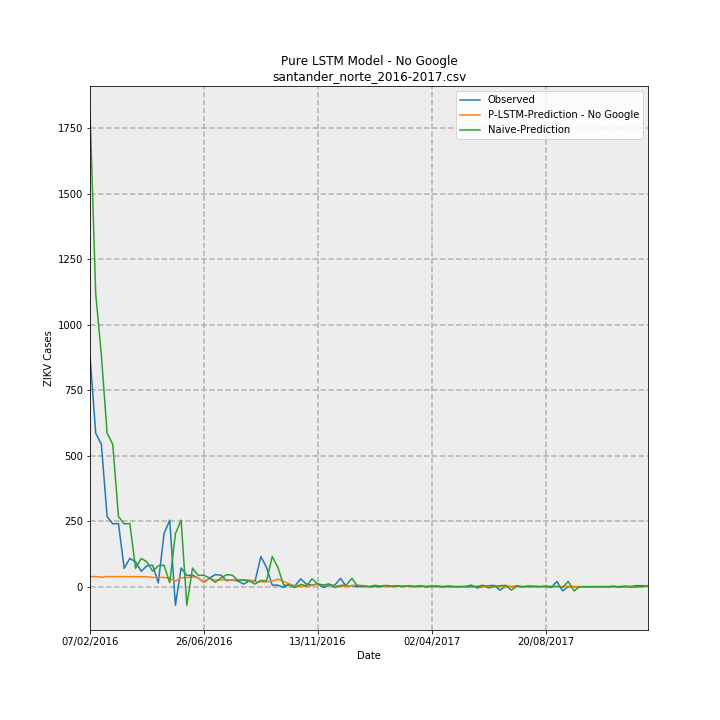 Pure LSTM Model - No Google
santander_norte_2016-2017.csv
Observed
P-LSTM-Prediction - No Google
Naive-Prediction
1750
1500
1250
1000
750
500
250
0
ZIKV Cases
07/02/2016
26/06/2016
13/11/2016
02/04/2017
20/08/2017
Date